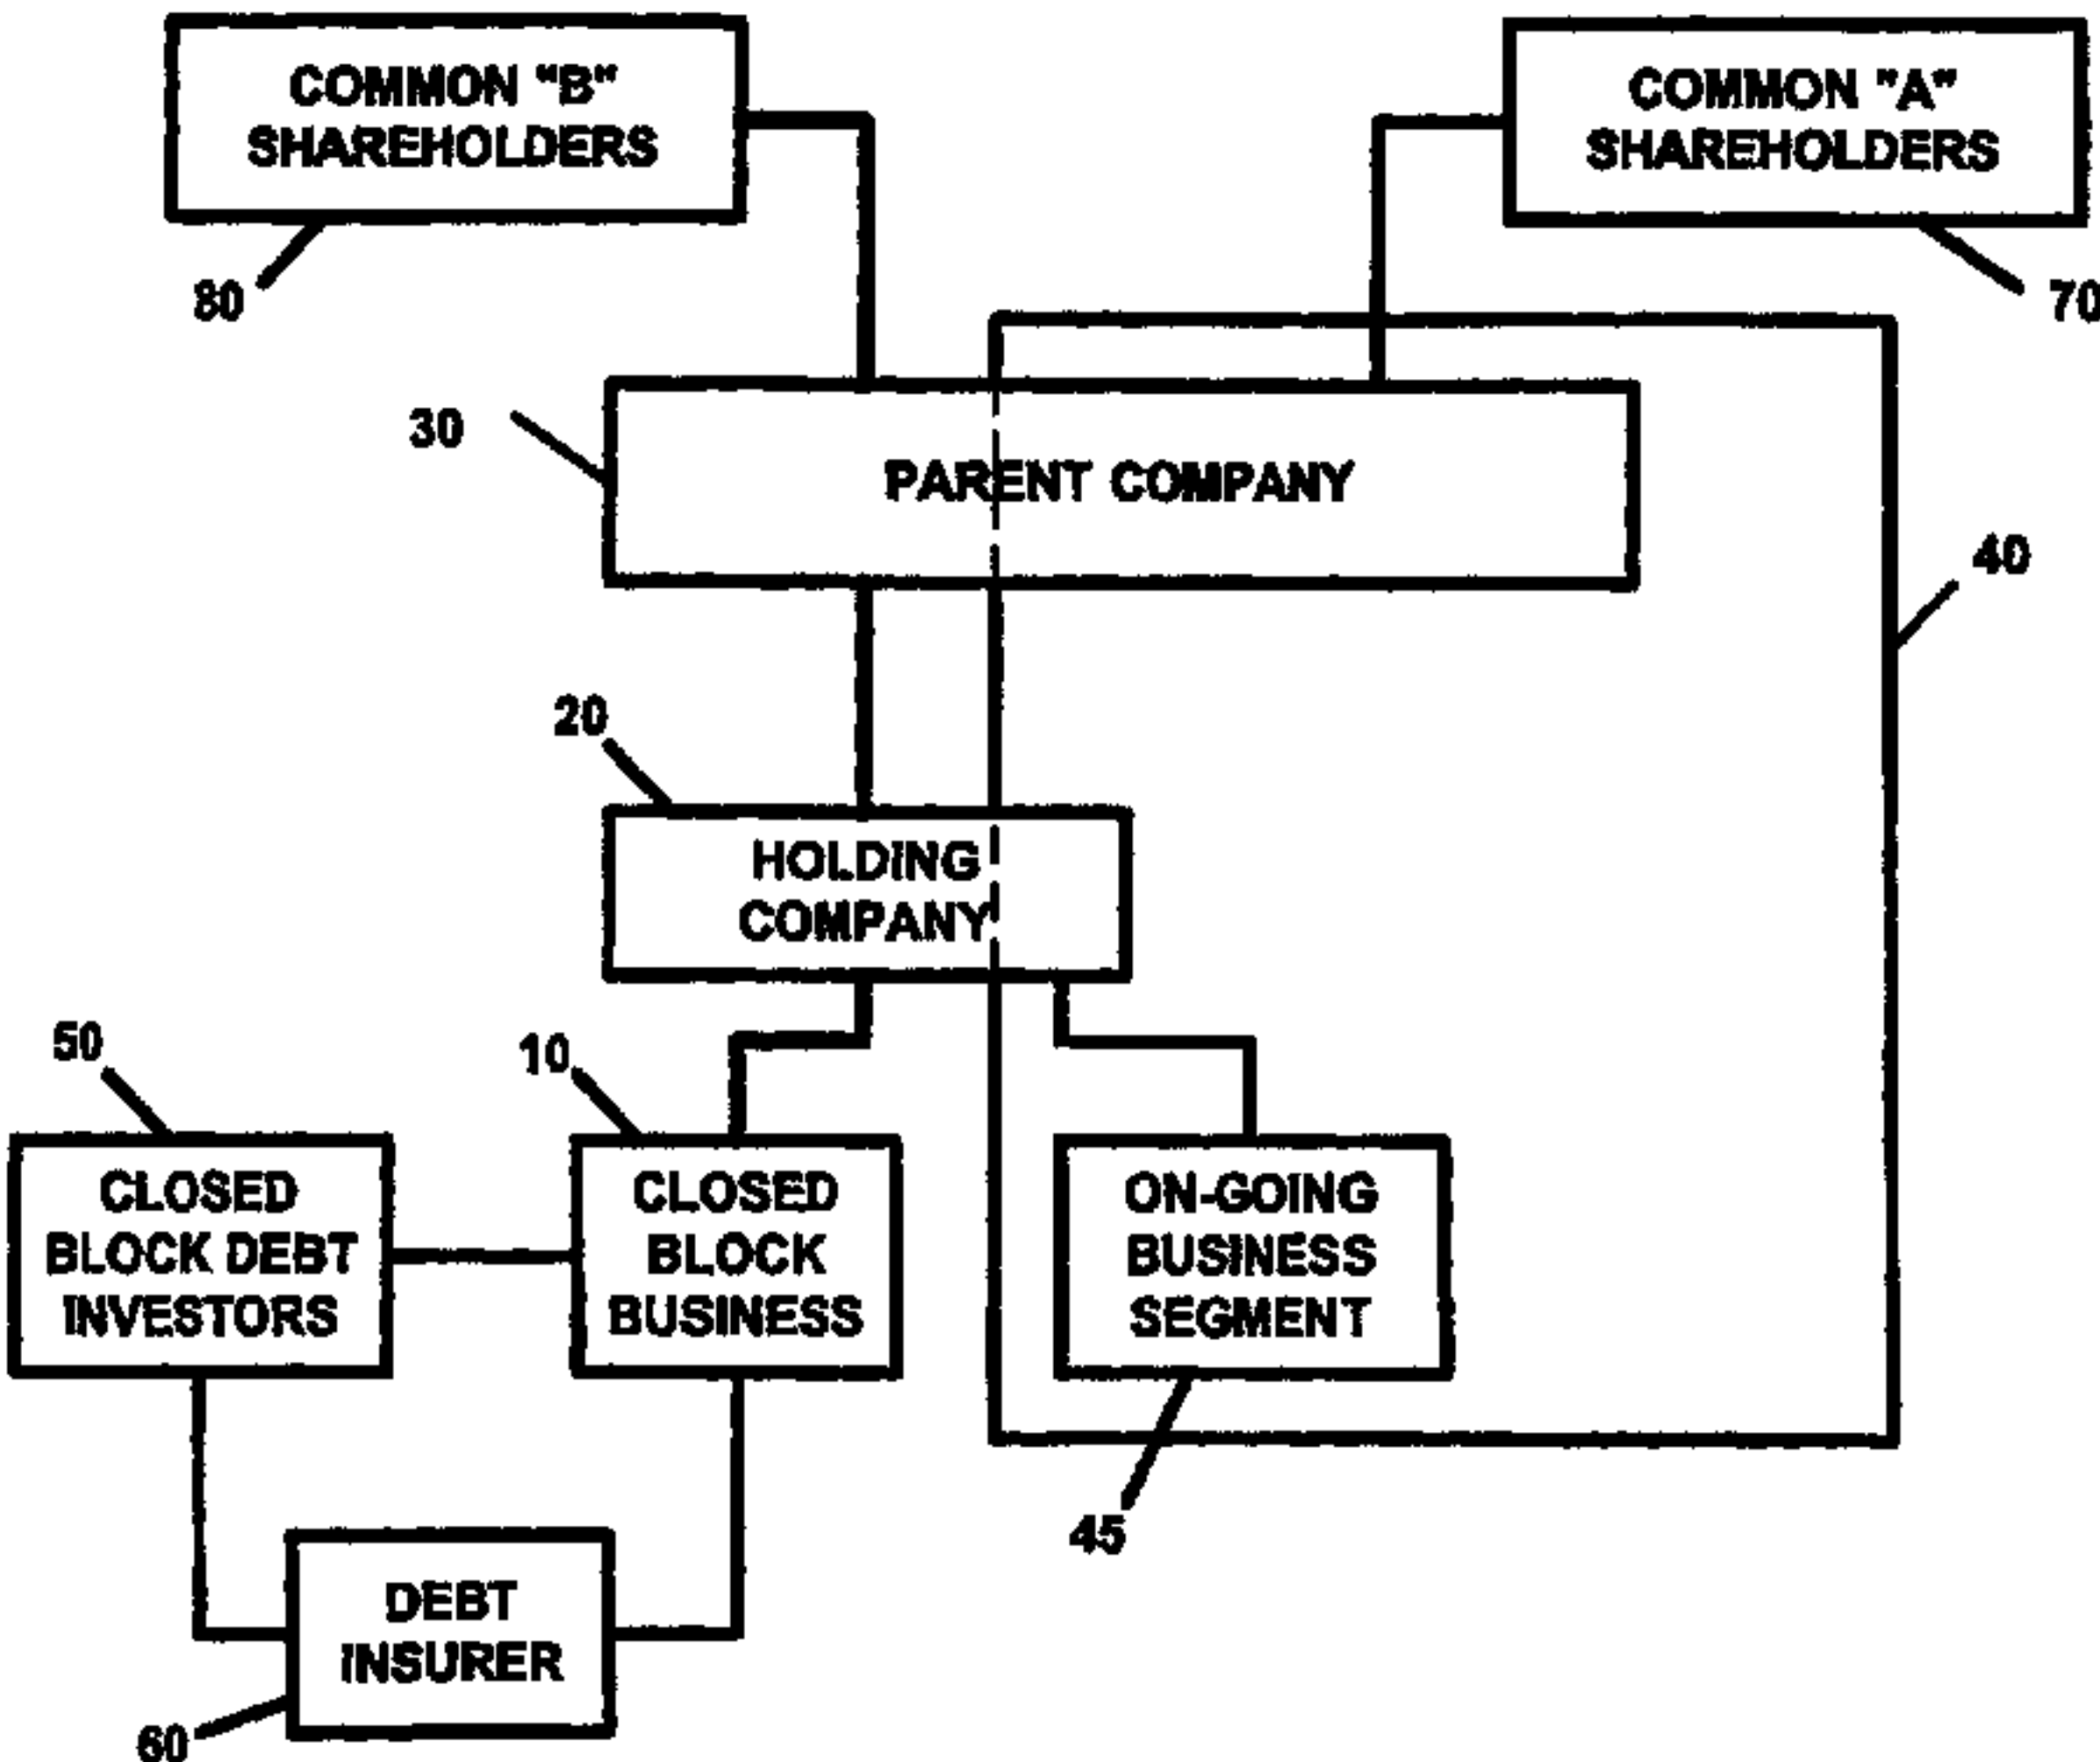 COMMON "B"
SHAREHOLDERS
COMMON "A"
SHAREHOLDERS
80
70
30
PARENT COMPANY
40
20
HOLDING
COMPANY
50
10
CLOSED
BLOCK DEBT
INVESTORS
CLOSED
BLOCK
BUSINESS
ON-GOING
BUSINESS
SEGMENT
45
DEBT
INSURER
60